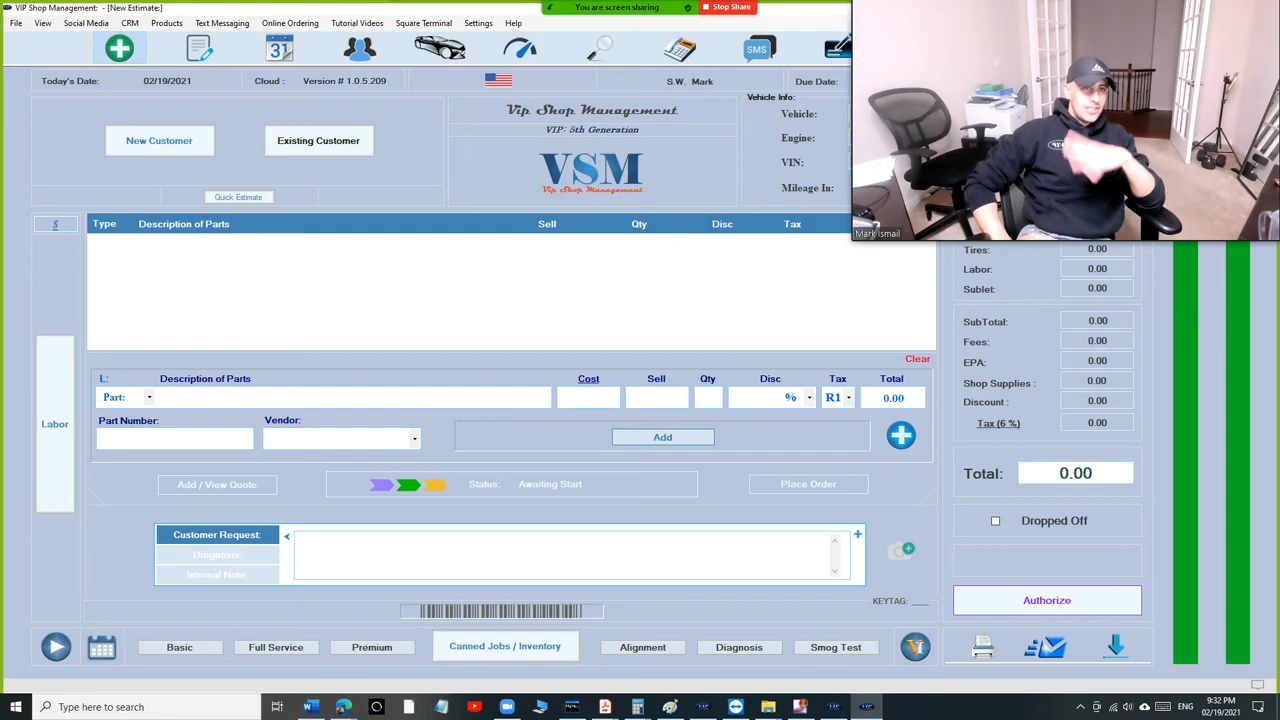 VIP Shop Management: - [New Estimate:]
You are screen sharing
Stop Share
File View Social Media CRM Products Text Messaging Online Ordering Tutorial Videos Square Terminal Settings Help
31
SMS
Today's Date: 02/19/2021 Cloud: Version # 1.0.5.209 S.W. Mark Due Date:
Vehicle Info:
Vehicle:
Engine:
VIN:
Mileage In:
New Customer
Existing Customer
Quick Estimate
Vip Shop Management
VIP: 5th Generation
VSM
Vip Shop Management
Mark Ismail
S
Type Description of Parts Sell Qty Disc Tax
Tires: 0.00
Labor: 0.00
Sublet: 0.00
SubTotal: 0.00
Fees: 0.00
EPA: 0.00
Shop Supplies : 0.00
Discount : 0.00
Tax (6 %) 0.00
Total: 0.00
Dropped Off
Authorize
Clear
L: Description of Parts Cost Sell Qty Disc Tax Total
Part: % R1 0.00
Labor
Part Number: Vendor:
Add
Add / View Quote
Status: Awaiting Start
Place Order
Customer Request:
Diagnosis:
Internal Note:
KEYTAG: ___
Basic
Full Service
Premium
Canned Jobs / Inventory
Alignment
Diagnosis
Smog Test
Type here to search
ENG
9:32 PM
02/19/2021